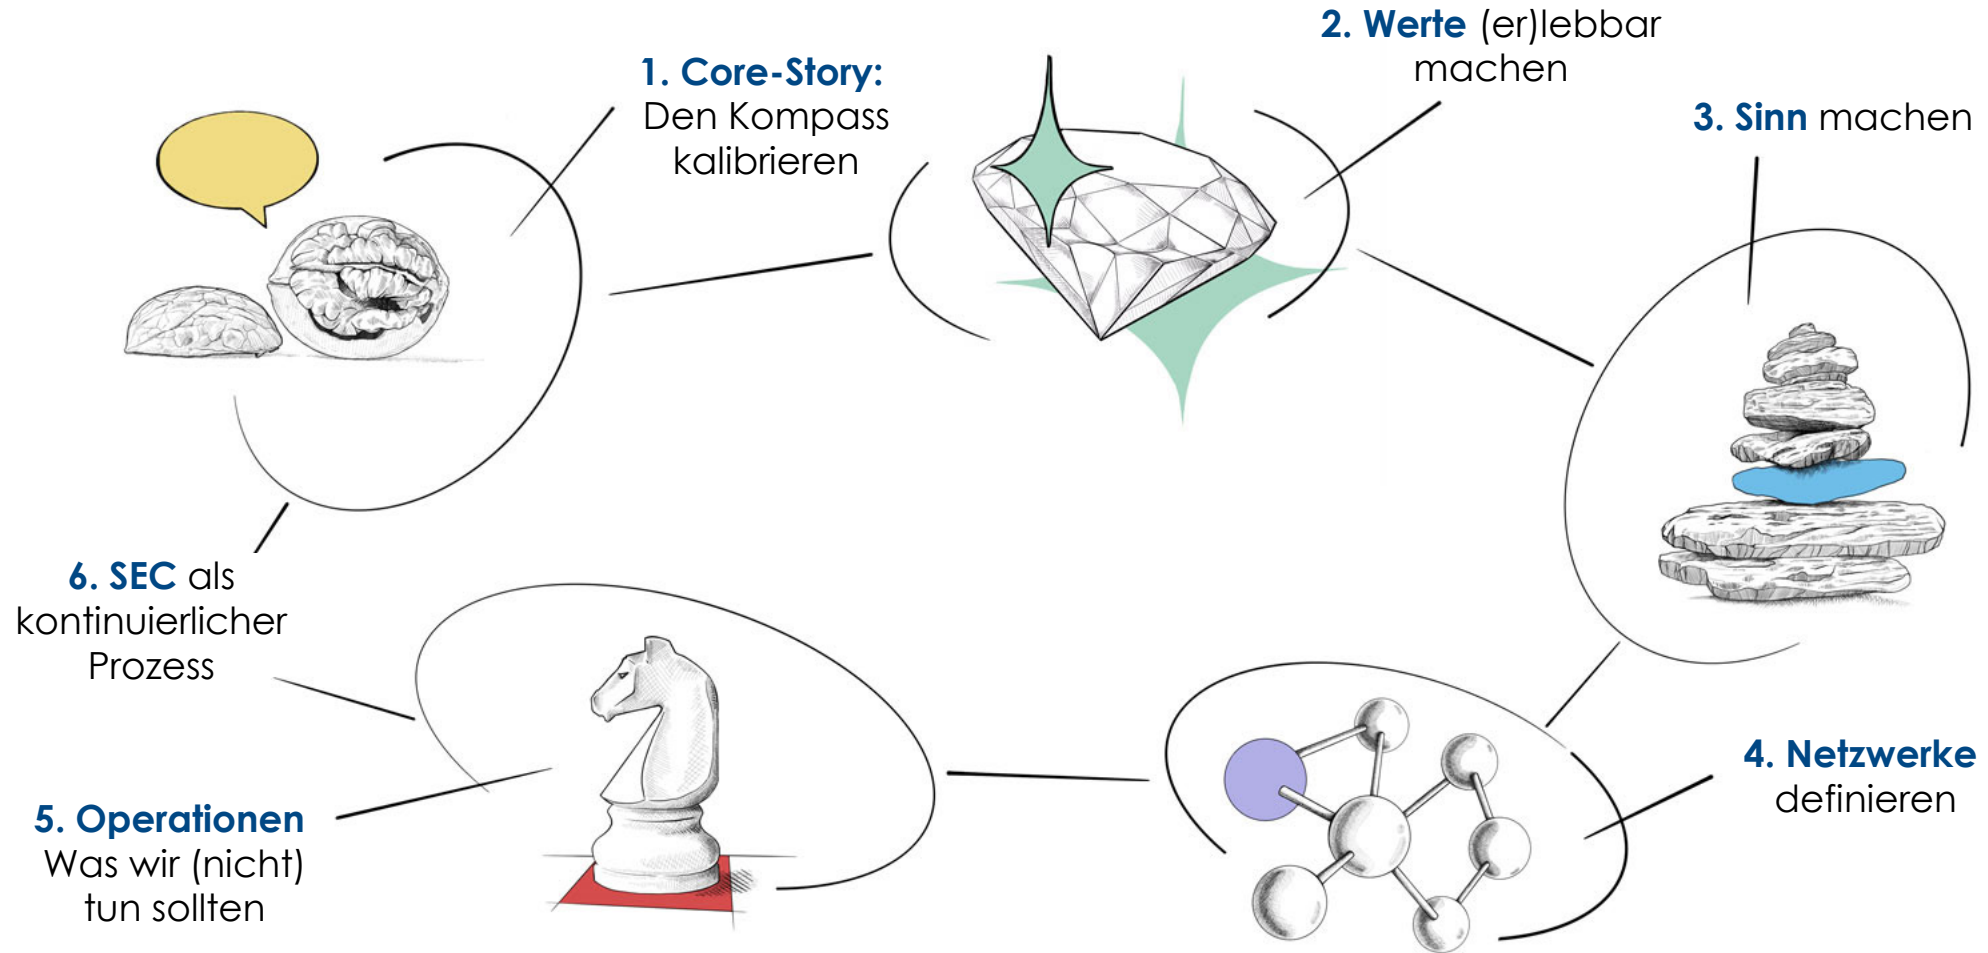 1. Core-Story:
Den Kompass
kalibrieren
2. Werte (er)lebbar
machen
3. Sinn machen
4. Netzwerke
definieren
5. Operationen
Was wir (nicht)
tun sollten
6. SEC als
kontinuierlicher
Prozess